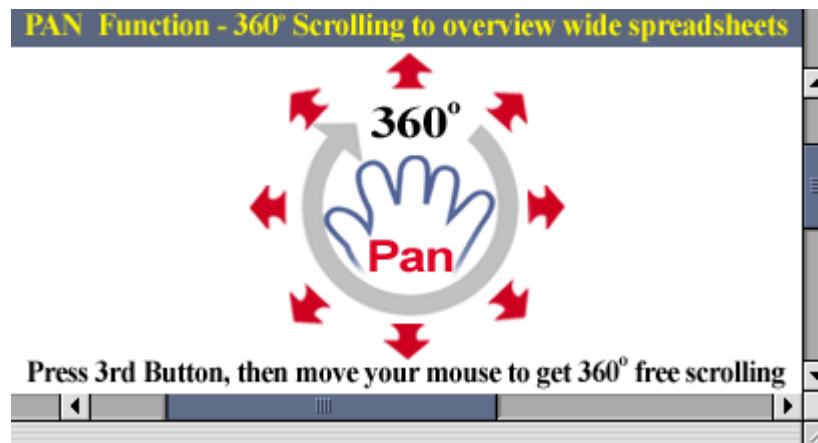 PAN Function - 360° Scrolling to overview wide spreadsheets
360°
Pan
Press 3rd Button, then move your mouse to get 360° free scrolling